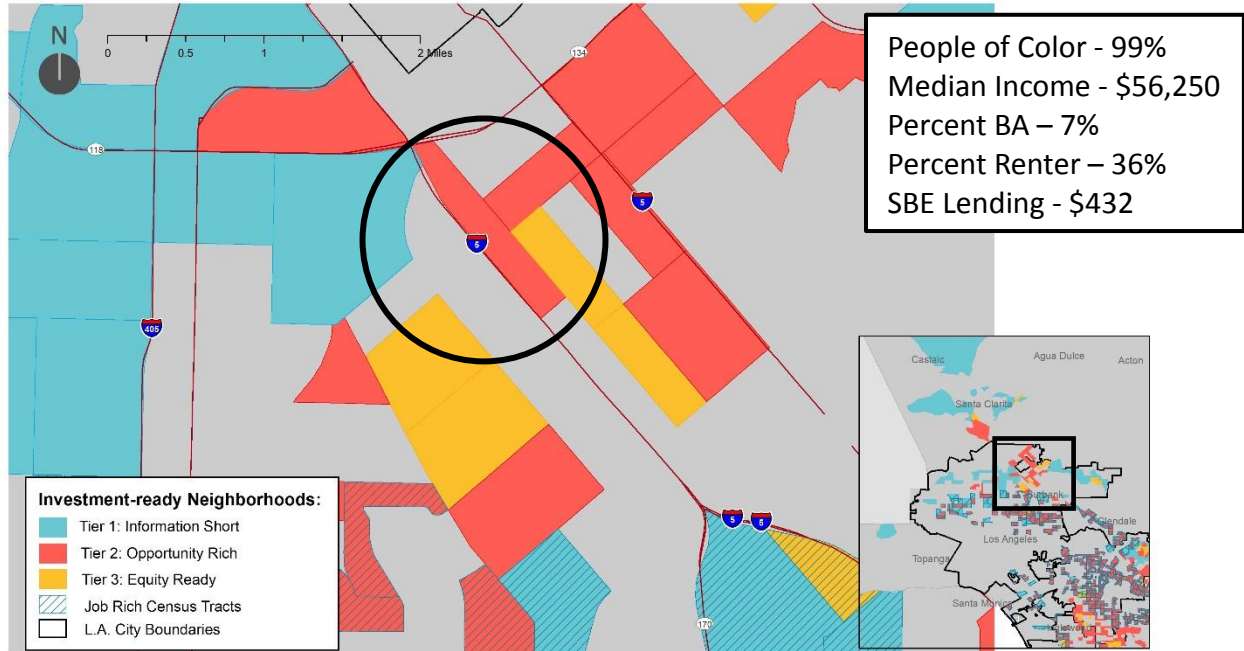 N
0 0.5 1 2 Miles
134
118
5
5
405
5 5
170
People of Color - 99%
Median Income - $56,250
Percent BA – 7%
Percent Renter – 36%
SBE Lending - $432
Investment-ready Neighborhoods:
Tier 1: Information Short
Tier 2: Opportunity Rich
Tier 3: Equity Ready
Job Rich Census Tracts
L.A. City Boundaries
Castaic
Agua Dulce
Acton
Santa Clarita
Burbank
Glendale
Los Angeles
Topanga
Santa Monica